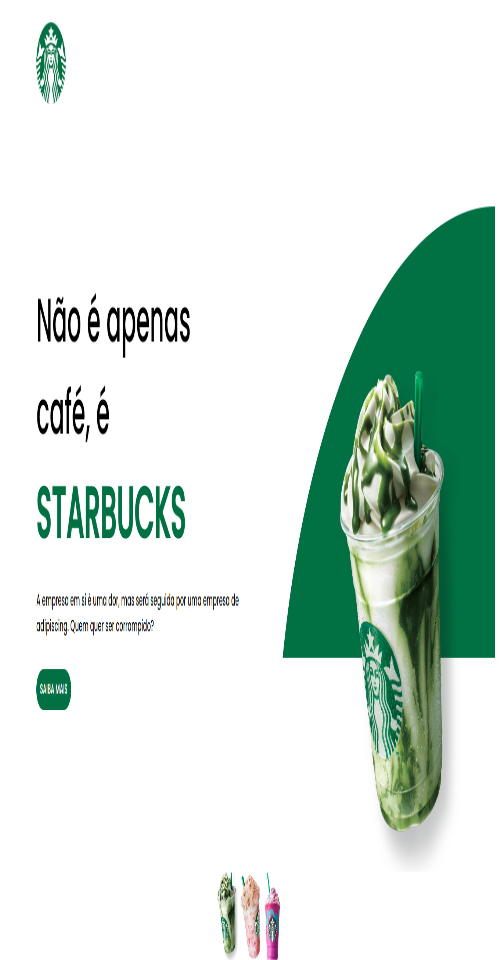 Não é apenas
café, é
STARBUCKS
A empresa em si é uma dor, mas será seguida por uma empresa de
adipiscing. Quem quer ser corrompido?
SAIBA MAIS